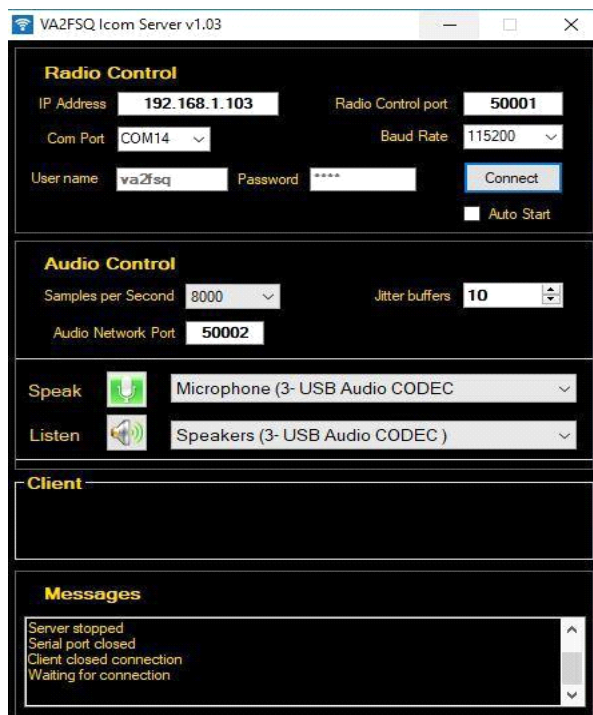 VA2FSQ Icom Server v1.03
Radio Control
IP Address 192.168.1.103 Radio Control port 50001
Com Port COM14 Baud Rate 115200
User name va2fsq Password **** Connect
Auto Start
Audio Control
Samples per Second 8000 Jitter buffers 10
Audio Network Port 50002
Speak Microphone (3- USB Audio CODEC
Listen Speakers (3- USB Audio CODEC )
Client
Messages
Server stopped
Serial port closed
Client closed connection
Waiting for connection